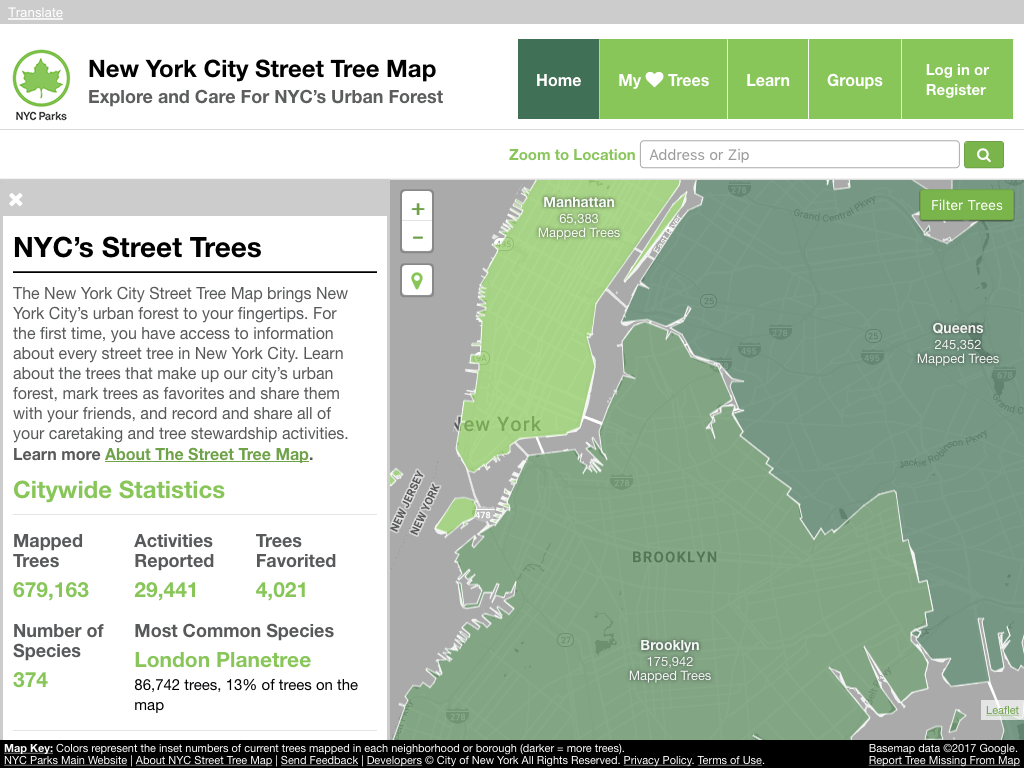 Translate
New York City Street Tree Map
Explore and Care For NYC's Urban Forest
NYC Parks
Home
My Trees
Learn
Groups
Log in or
Register
Zoom to Location
Address or Zip
NYC's Street Trees
The New York City Street Tree Map brings New
York City's urban forest to your fingertips. For
the first time, you have access to information
about every street tree in New York City. Learn
about the trees that make up our city's urban
forest, mark trees as favorites and share them
with your friends, and record and share all of
your caretaking and tree stewardship activities.
Learn more About The Street Tree Map.
Citywide Statistics
Mapped
Trees
679,163
Activities
Reported
29,441
Trees
Favorited
4,021
Number of
Species
374
Most Common Species
London Planetree
86,742 trees, 13% of trees on the
map
+
−
Filter Trees
Manhattan
65,383
Mapped Trees
278
Grand Central Pkwy
25
278
495
25
495
Queens
245,352
Mapped Trees
New York
Jackie Robinson Pkwy
278
NEW JERSEY
NEW YORK
478
BROOKLYN
27
Brooklyn
175,942
Mapped Trees
278
Leaflet
Map Key: Colors represent the inset numbers of current trees mapped in each neighborhood or borough (darker = more trees).
NYC Parks Main Website | About NYC Street Tree Map | Send Feedback | Developers © City of New York All Rights Reserved. Privacy Policy. Terms of Use.
Basemap data ©2017 Google.
Report Tree Missing From Map